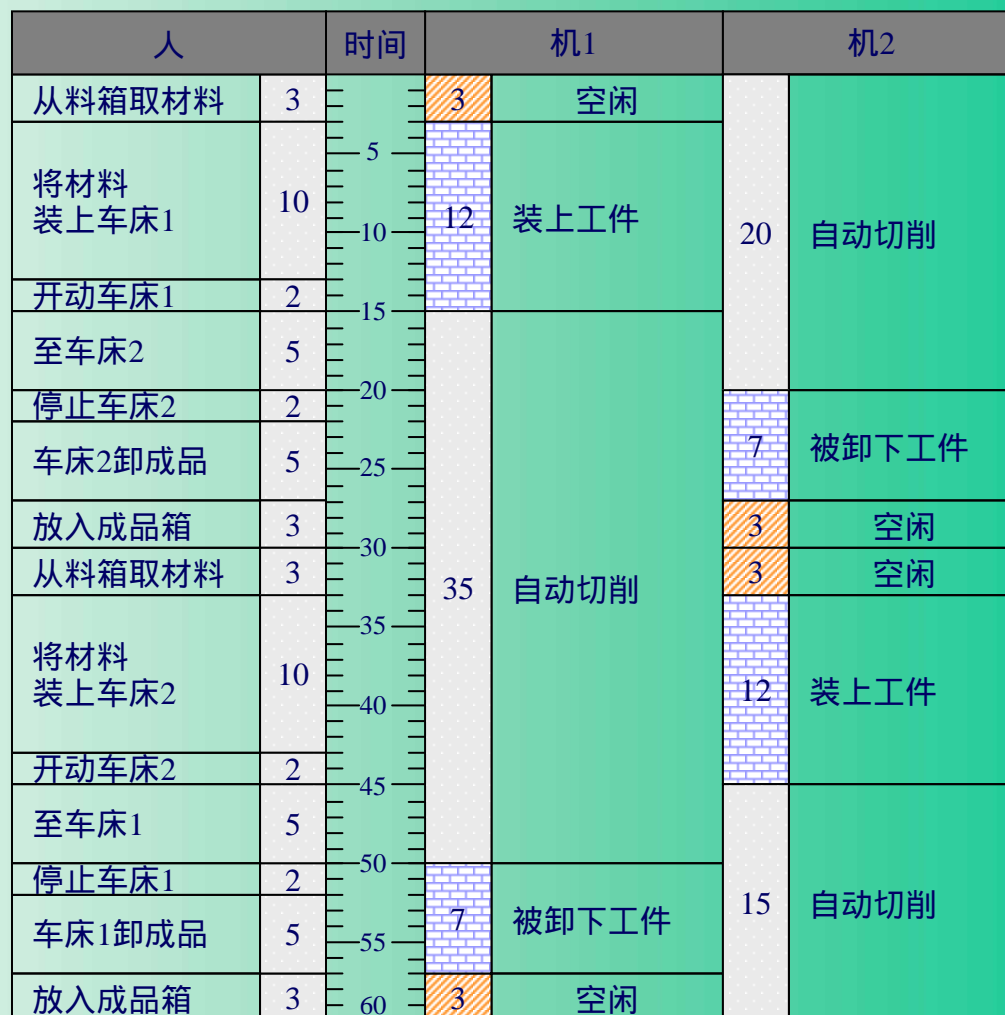 人 时间 机1 机2
从料箱取材料 3 3 空闲
5
将材料
装上车床1 10 12 装上工件 20 自动切削
10
开动车床1 2
15
至车床2 5
20
停止车床2 2
车床2卸成品 5 7 被卸下工件
25
放入成品箱 3 3 空闲
30
从料箱取材料 3 35 自动切削 3 空闲
35
将材料
装上车床2 10 12 装上工件
40
开动车床2 2
45
至车床1 5
50
停止车床1 2 15 自动切削
车床1卸成品 5 7 被卸下工件
55
放入成品箱 3 60 3 空闲